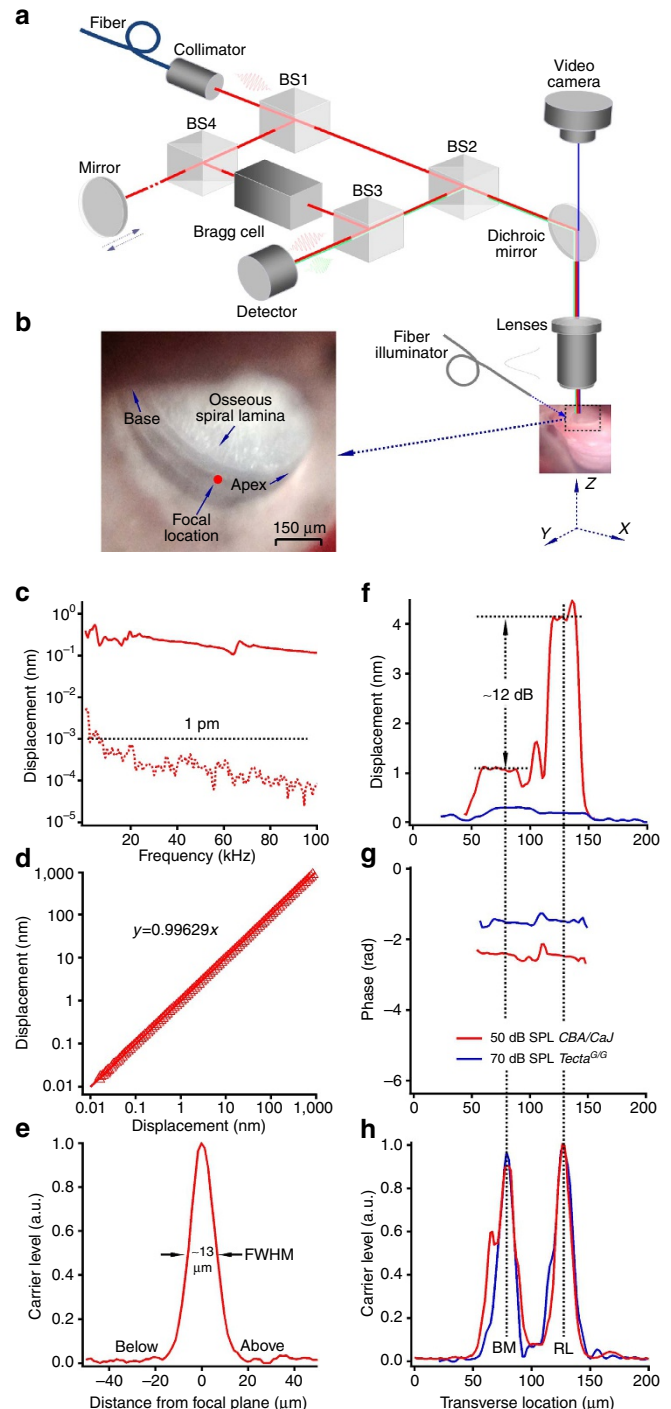 a
Fiber
Collimator
BS1
Video
camera
BS4
BS2
Mirror
BS3
Bragg cell
Dichroic
mirror
Detector
Lenses
b
Fiber
illuminator
Osseous
spiral lamina
Base
Apex
Focal
location
150 μm
Z
Y
X
c
10⁰
10⁻¹
1 pm
10⁻³
10⁻⁴
10⁻⁵
Displacement (nm)
20
60
100
Frequency (kHz)
d
1,000
100
10
1
0.10
0.01
Displacement (nm)
y=0.99629x
0.01
0.1
1
10
100
1,000
Displacement (nm)
e
1.0
0.8
0.6
0.4
0.2
0.0
Carrier level (a.u.)
~13
μm
FWHM
Below
Above
−40
−20
0
20
40
Distance from focal plane (μm)
f
4
3
2
1
0
Displacement (nm)
~12 dB
0
50
100
150
200
g
0
−2
−4
−6
Phase (rad)
50 dB SPL CBA/CaJ
70 dB SPL Tectaᴳ/ᴳ
0
50
100
150
200
h
1.0
0.8
0.6
0.4
0.2
0.0
Carrier level (a.u.)
BM
RL
0
50
100
150
200
Transverse location (μm)